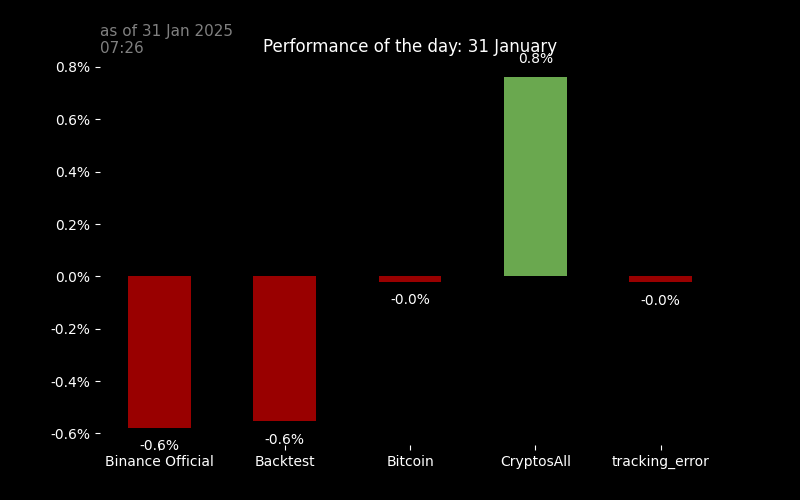 as of 31 Jan 2025
07:26
Performance of the day: 31 January
0.8%
0.8%
0.6%
0.4%
0.2%
0.0%
-0.0%
-0.0%
-0.2%
-0.4%
-0.6%
-0.6%
-0.6%
Binance Official
Backtest
Bitcoin
CryptosAll
tracking_error